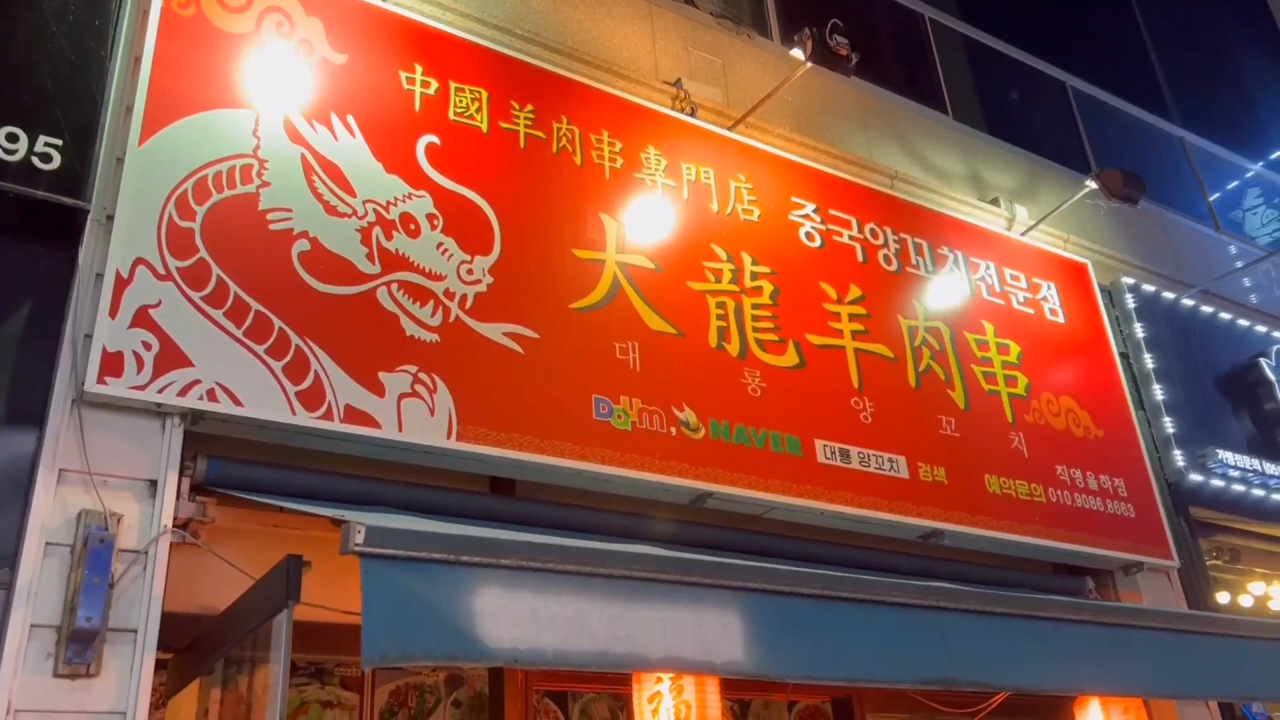 95
中國羊肉串專門店
중국양꼬치전문점
大龍羊肉串
대룡양꼬치
Daum, NAVER 대룡 양꼬치 검색
직영율하점
예약문의 010.9086.8663
福